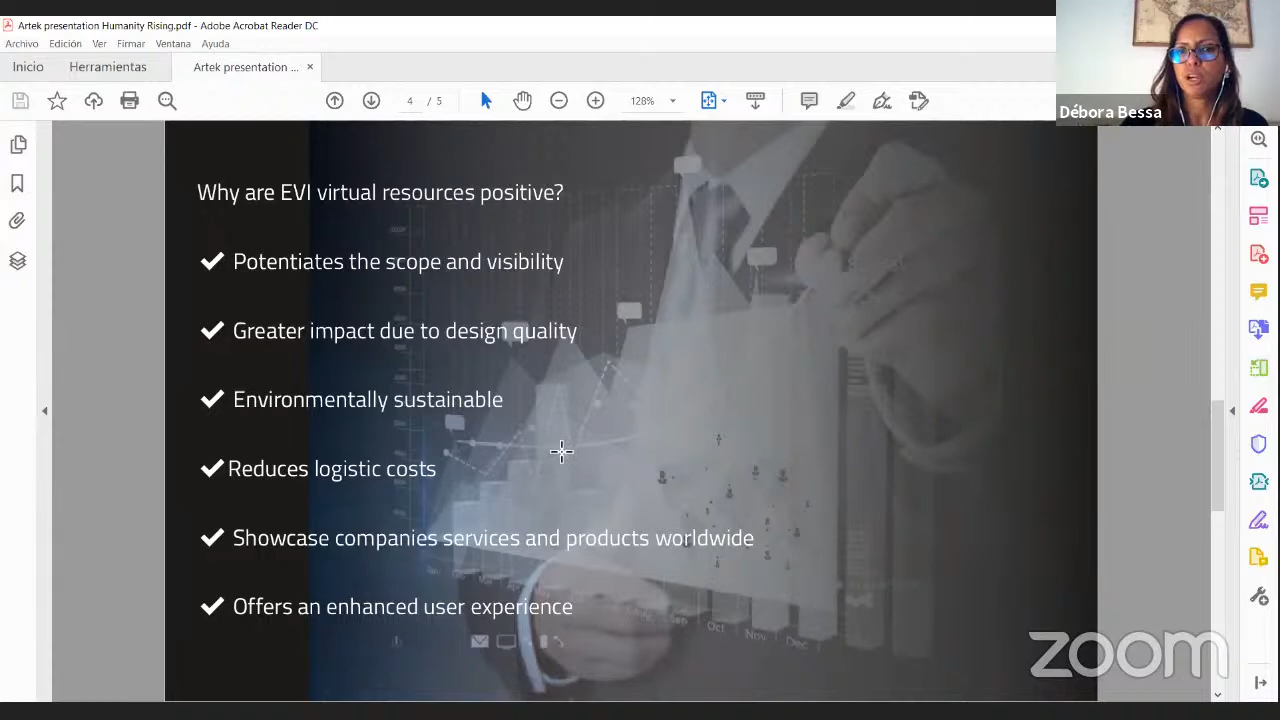 Artek presentation Humanity Rising.pdf - Adobe Acrobat Reader DC
Archivo Edición Ver Firmar Ventana Ayuda
Inicio Herramientas Artek presentation ... ×
4 / 5 128%
Débora Bessa
Why are EVI virtual resources positive?
Potentiates the scope and visibility
Greater impact due to design quality
Environmentally sustainable
Reduces logistic costs
Showcase companies services and products worldwide
Offers an enhanced user experience
Oct
Nov
Dec
zoom